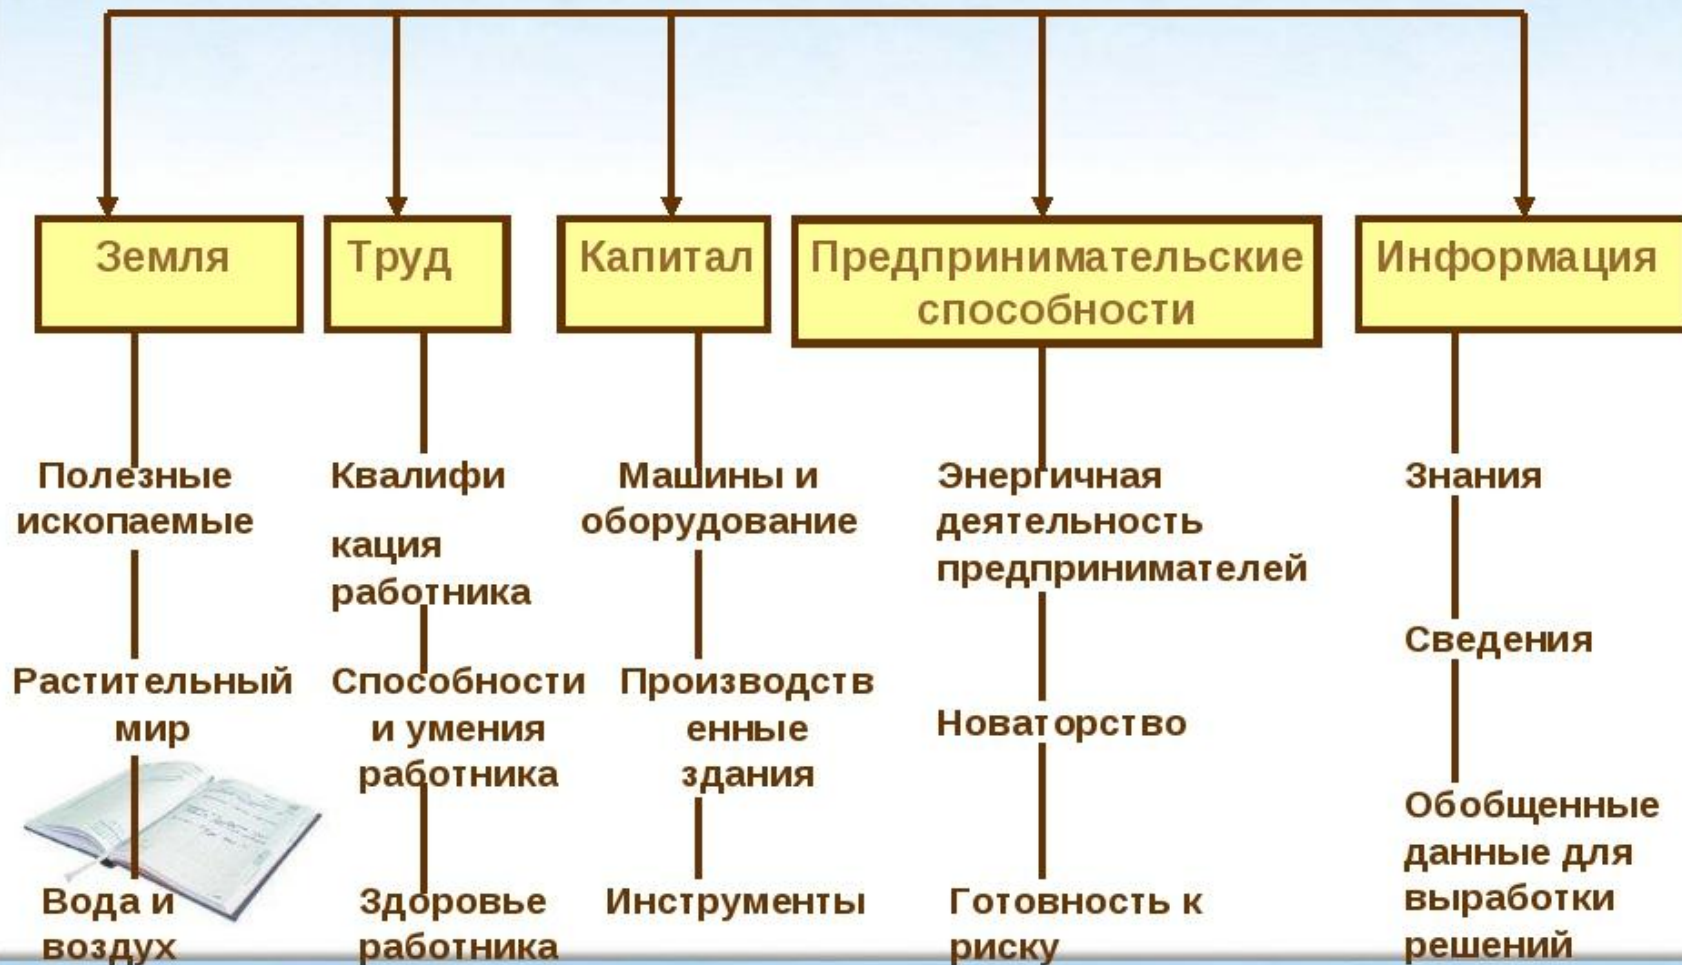 Земля
Труд
Капитал
Предпринимательские
способности
Информация
Полезные
ископаемые
Растительный
мир
Вода и
воздух
Квалифи
кация
работника
Способности
и умения
работника
Здоровье
работника
Машины и
оборудование
Производств
енные
здания
Инструменты
Энергичная
деятельность
предпринимателей
Новаторство
Готовность к
риску
Знания
Сведения
Обобщенные
данные для
выработки
решений